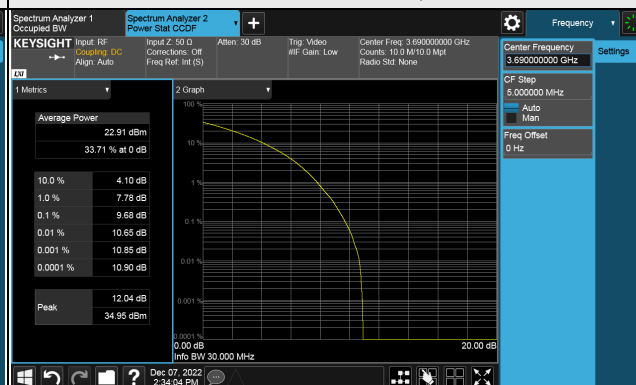 Spectrum Analyzer 1
Occupied BW
Spectrum Analyzer 2
Power Stat CCDF
Frequency
KEYSIGHT
Input: RF
Coupling: DC
Align: Auto
Input Z: 50 Ω
Corrections: Off
Freq Ref: Int (S)
Atten: 30 dB
Trig: Video
#IF Gain: Low
Center Freq: 3.690000000 GHz
Counts: 10.0 M/10.0 Mpt
Radio Std: None
LXI
Center Frequency
3.690000000 GHz
Settings
CF Step
5.000000 MHz
Auto
Man
Freq Offset
0 Hz
1 Metrics
2 Graph
Average Power
22.91 dBm
33.71 % at 0 dB
10.0 % 4.10 dB
1.0 % 7.78 dB
0.1 % 9.68 dB
0.01 % 10.65 dB
0.001 % 10.85 dB
0.0001 % 10.90 dB
Peak
12.04 dB
34.95 dBm
100 %
10 %
1 %
0.1 %
0.01 %
0.001 %
0.0001 %
0.00 dB
20.00 dB
Info BW 30.000 MHz
?
Dec 07, 2022
2:34:04 PM